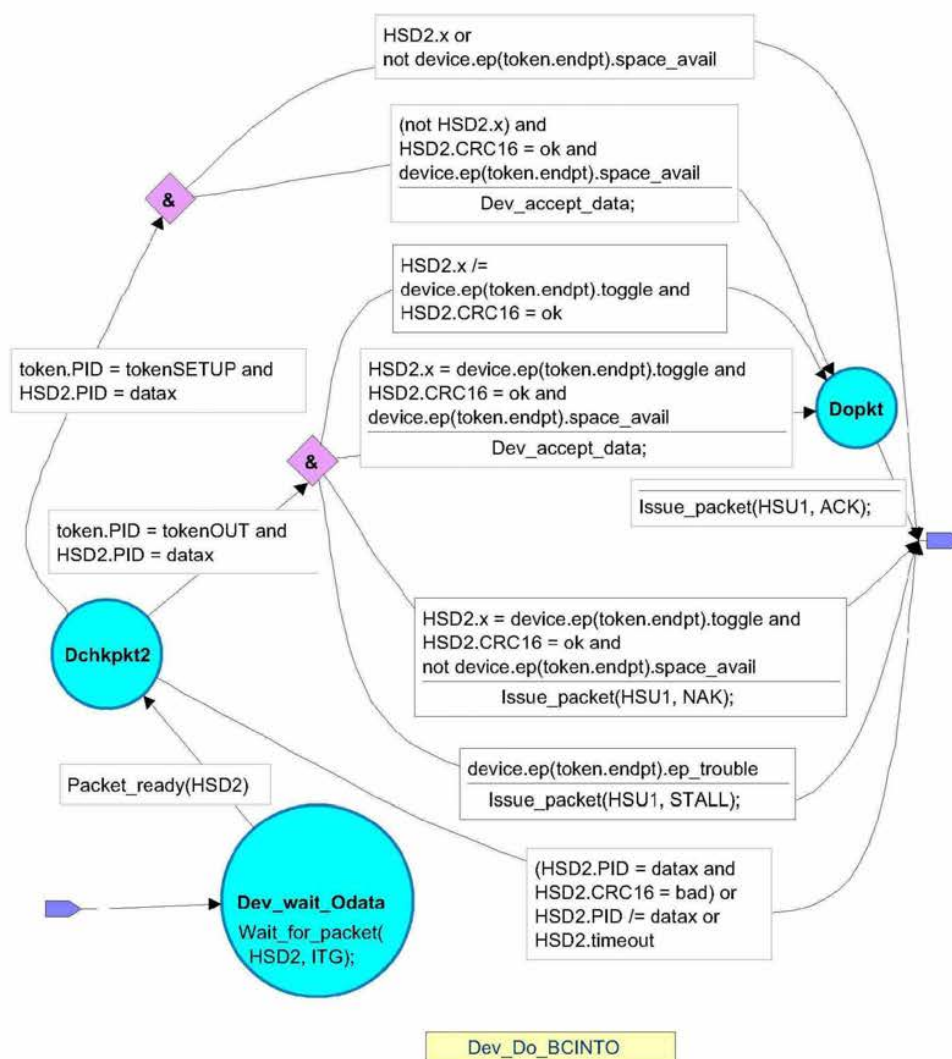 HSD2.x or
not device.ep(token.endpt).space_avail
(not HSD2.x) and
HSD2.CRC16 = ok and
device.ep(token.endpt).space_avail
Dev_accept_data;
&
HSD2.x /=
device.ep(token.endpt).toggle and
HSD2.CRC16 = ok
token.PID = tokenSETUP and
HSD2.PID = datax
HSD2.x = device.ep(token.endpt).toggle and
HSD2.CRC16 = ok and
device.ep(token.endpt).space_avail
Dev_accept_data;
Dopkt
&
Issue_packet(HSU1, ACK);
token.PID = tokenOUT and
HSD2.PID = datax
Dchkpkt2
HSD2.x = device.ep(token.endpt).toggle and
HSD2.CRC16 = ok and
not device.ep(token.endpt).space_avail
Issue_packet(HSU1, NAK);
Packet_ready(HSD2)
device.ep(token.endpt).ep_trouble
Issue_packet(HSU1, STALL);
Dev_wait_Odata
Wait_for_packet(
HSD2, ITG);
(HSD2.PID = datax and
HSD2.CRC16 = bad) or
HSD2.PID /= datax or
HSD2.timeout
Dev_Do_BCINTO